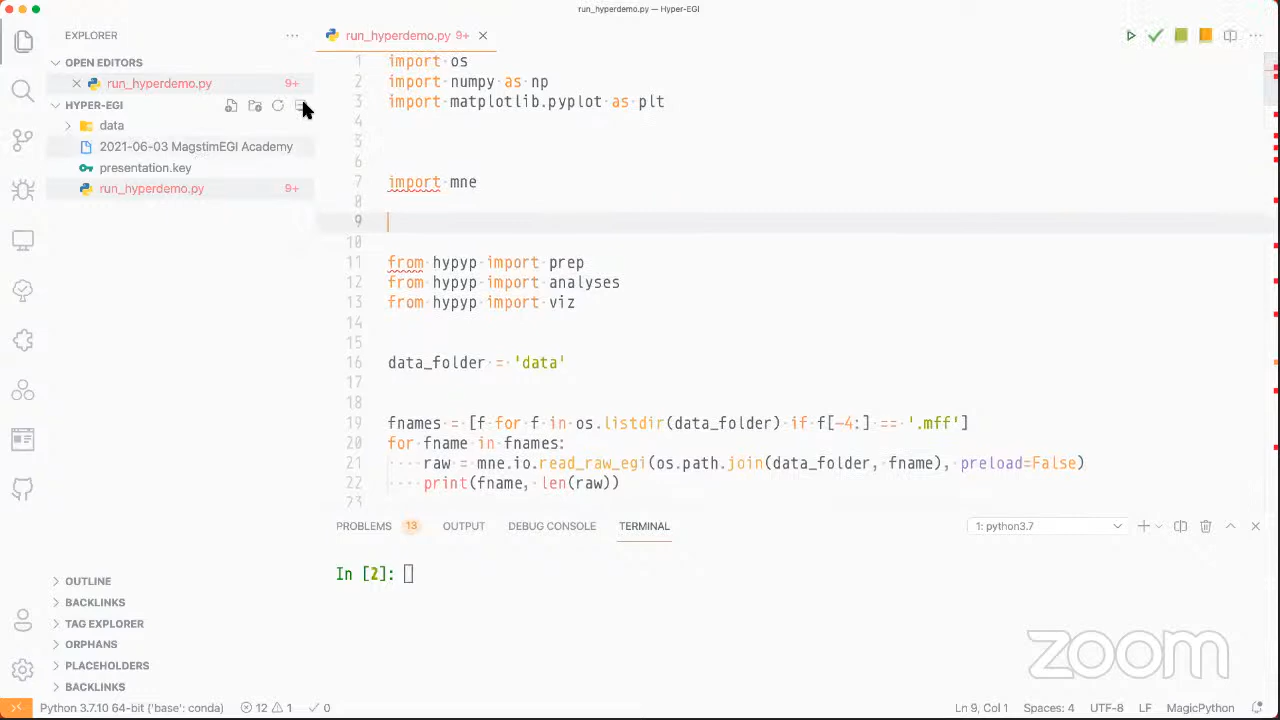 run_hyperdemo.py — Hyper-EGI
EXPLORER
OPEN EDITORS
run_hyperdemo.py 9+
HYPER-EGI
data
2021-06-03 MagstimEGI Academy
presentation.key
run_hyperdemo.py 9+
OUTLINE
BACKLINKS
TAG EXPLORER
ORPHANS
PLACEHOLDERS
BACKLINKS
run_hyperdemo.py 9+
1 import os
2 import numpy as np
3 import matplotlib.pyplot as plt
4
5
6
7 import mne
8
9
10
11 from hypyp import prep
12 from hypyp import analyses
13 from hypyp import viz
14
15
16 data_folder = 'data'
17
18
19 fnames = [f for f in os.listdir(data_folder) if f[-4:] == '.mff']
20 for fname in fnames:
21 raw = mne.io.read_raw_egi(os.path.join(data_folder, fname), preload=False)
22 print(fname, len(raw))
23
PROBLEMS 13 OUTPUT DEBUG CONSOLE TERMINAL 1: python3.7
In [2]:
zoom
Python 3.7.10 64-bit ('base': conda) 12 1 0 Ln 9, Col 1 Spaces: 4 UTF-8 LF MagicPython